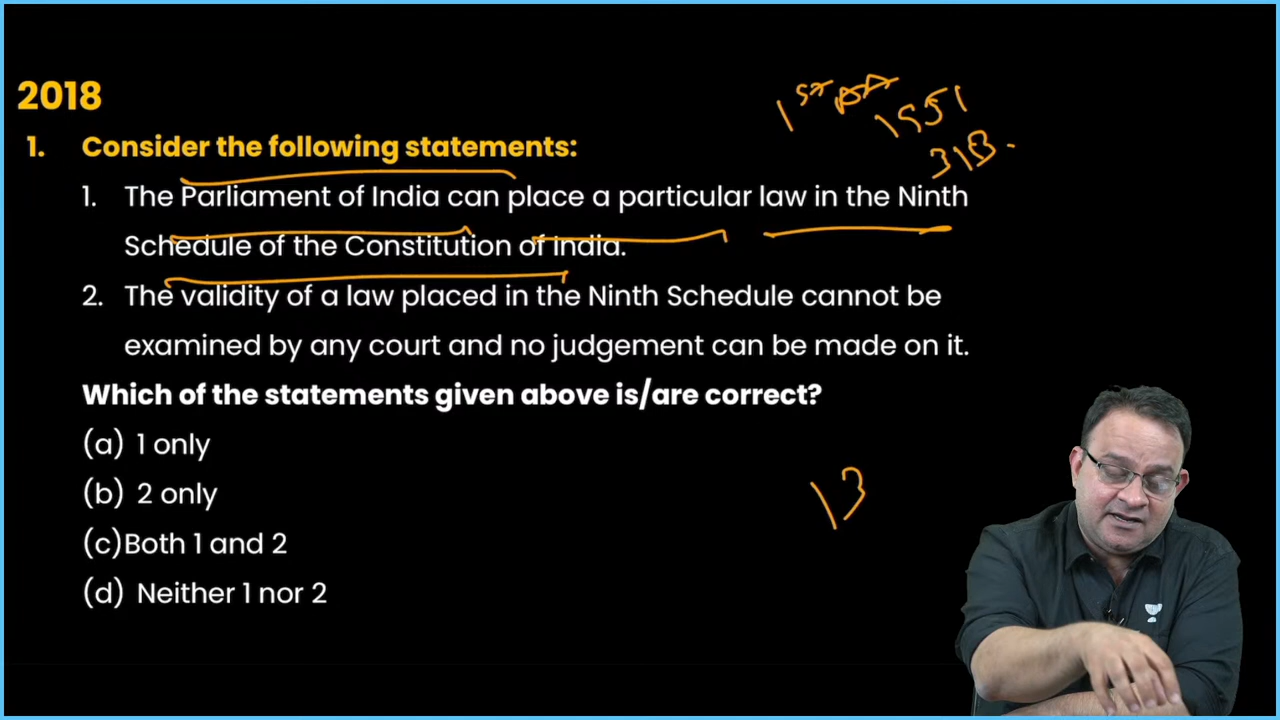 2018
1st AA
1951
31B.
1. Consider the following statements:
1. The Parliament of India can place a particular law in the Ninth
Schedule of the Constitution of India.
2. The validity of a law placed in the Ninth Schedule cannot be
examined by any court and no judgement can be made on it.
Which of the statements given above is/are correct?
(a) 1 only
(b) 2 only
(c) Both 1 and 2
(d) Neither 1 nor 2
13